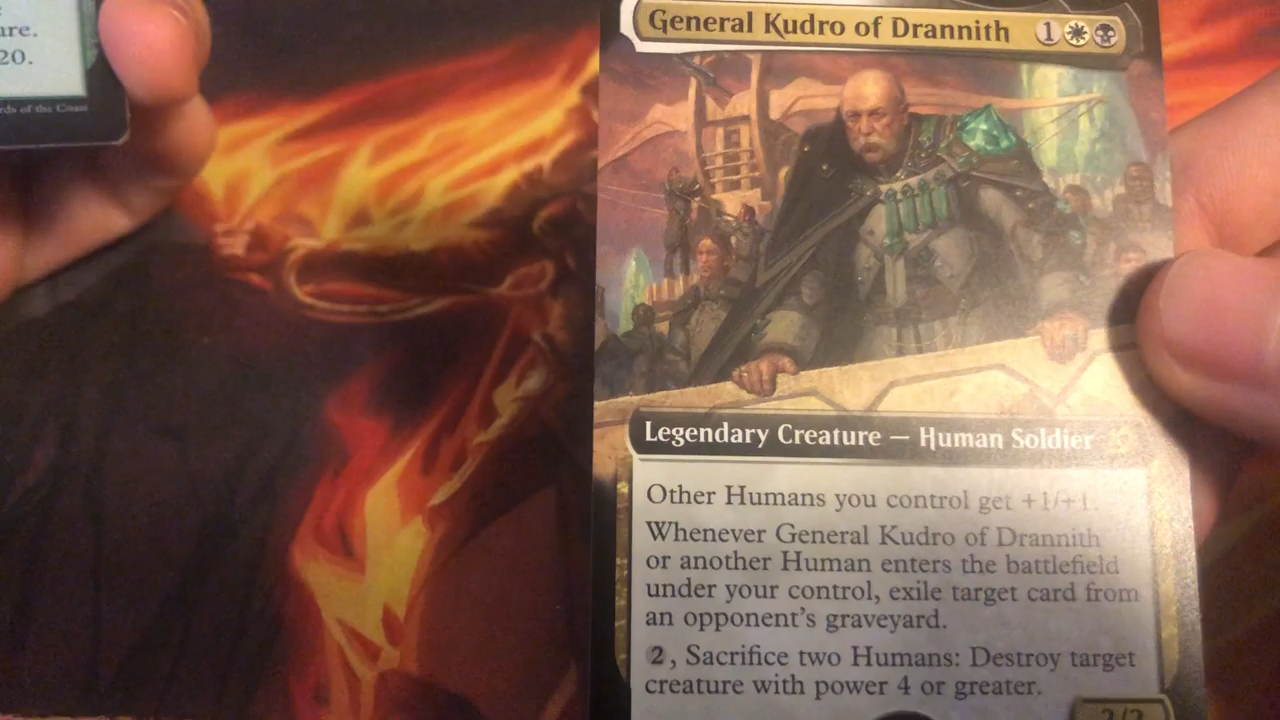 ure.
20.
rds of the Coast
General Kudro of Drannith 1
Legendary Creature — Human Soldier
Other Humans you control get +1/+1.
Whenever General Kudro of Drannith
or another Human enters the battlefield
under your control, exile target card from
an opponent's graveyard.
2, Sacrifice two Humans: Destroy target
creature with power 4 or greater.